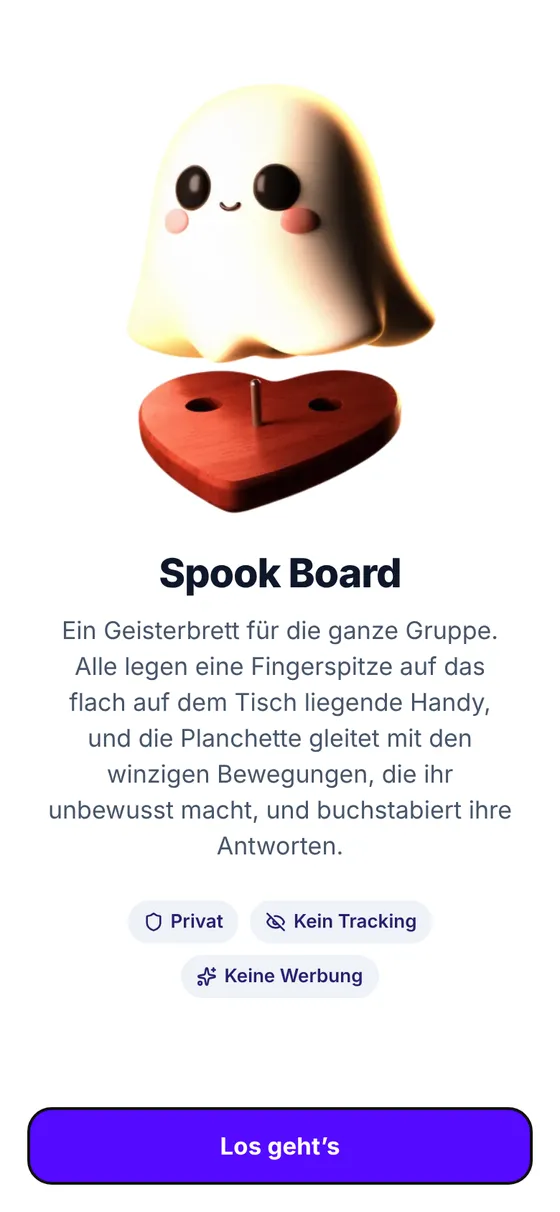 Spook Board
Ein Geisterbrett für die ganze Gruppe.
Alle legen eine Fingerspitze auf das
flach auf dem Tisch liegende Handy,
und die Planchette gleitet mit den
winzigen Bewegungen, die ihr
unbewusst macht, und buchstabiert ihre
Antworten.
Privat
Kein Tracking
Keine Werbung
Los geht’s